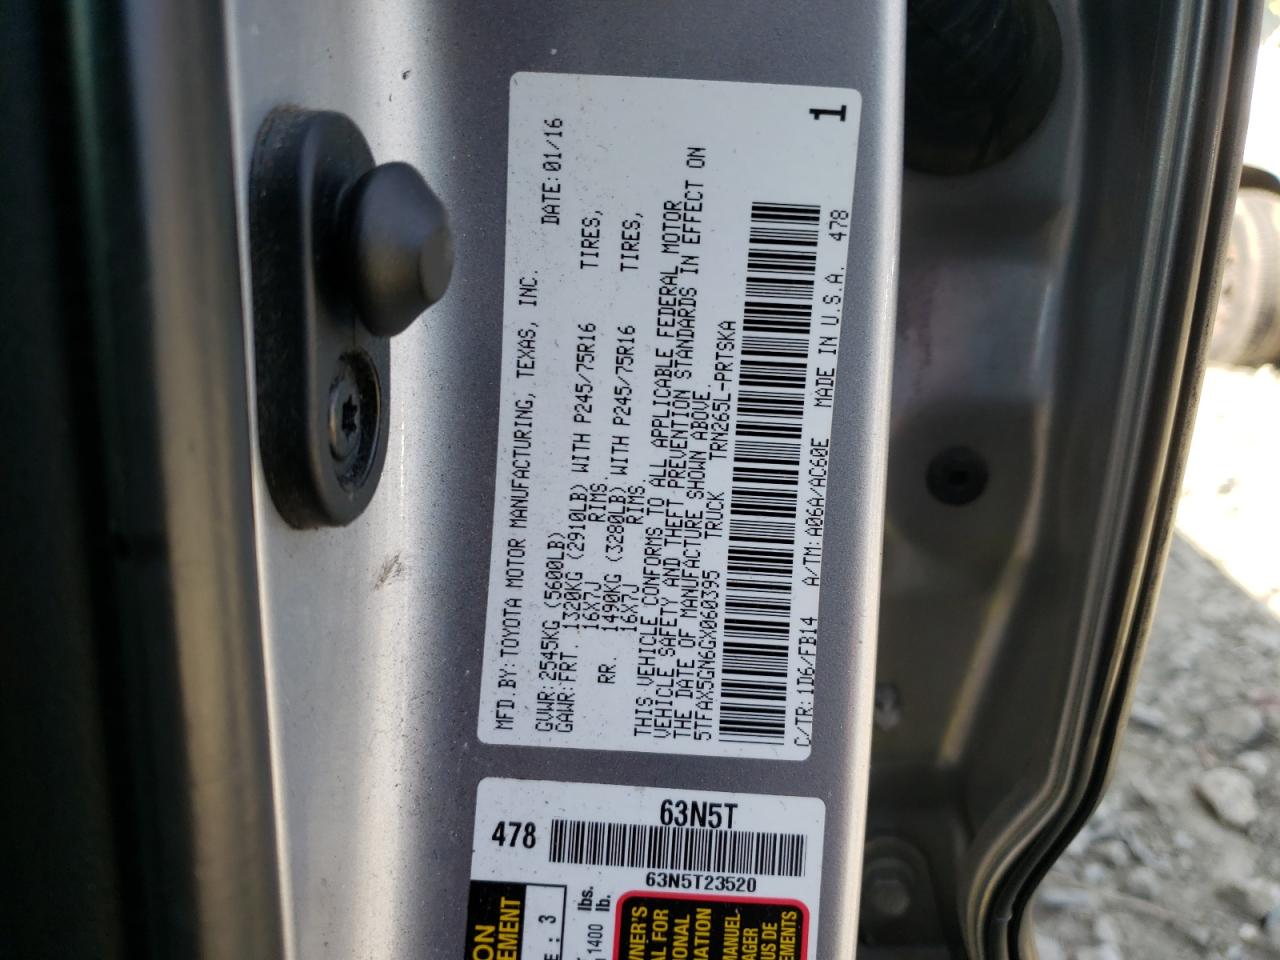 MFD.BY: TOYOTA MOTOR MANUFACTURING, TEXAS, INC. DATE: 01/16
GVWR: 2545KG (5600LB)
GAWR: FRT. 1320KG (2910LB) WITH P245/75R16 TIRES,
16X7J RIMS
RR. 1490KG (3280LB) WITH P245/75R16 TIRES,
16X7J RIMS.
THIS VEHICLE CONFORMS TO ALL APPLICABLE FEDERAL MOTOR
VEHICLE SAFETY AND THEFT PREVENTION STANDARDS IN EFFECT ON
THE DATE OF MANUFACTURE SHOWN ABOVE.
5TFAX5GN6GX060395 TRUCK TRN265L-PRTSKA
C/TR: 1D6/FB14 A/TM: A06A/AC60E MADE IN U.S.A. 478
1
63N5T
478
63N5T23520
3
lbs.
1400 lb.